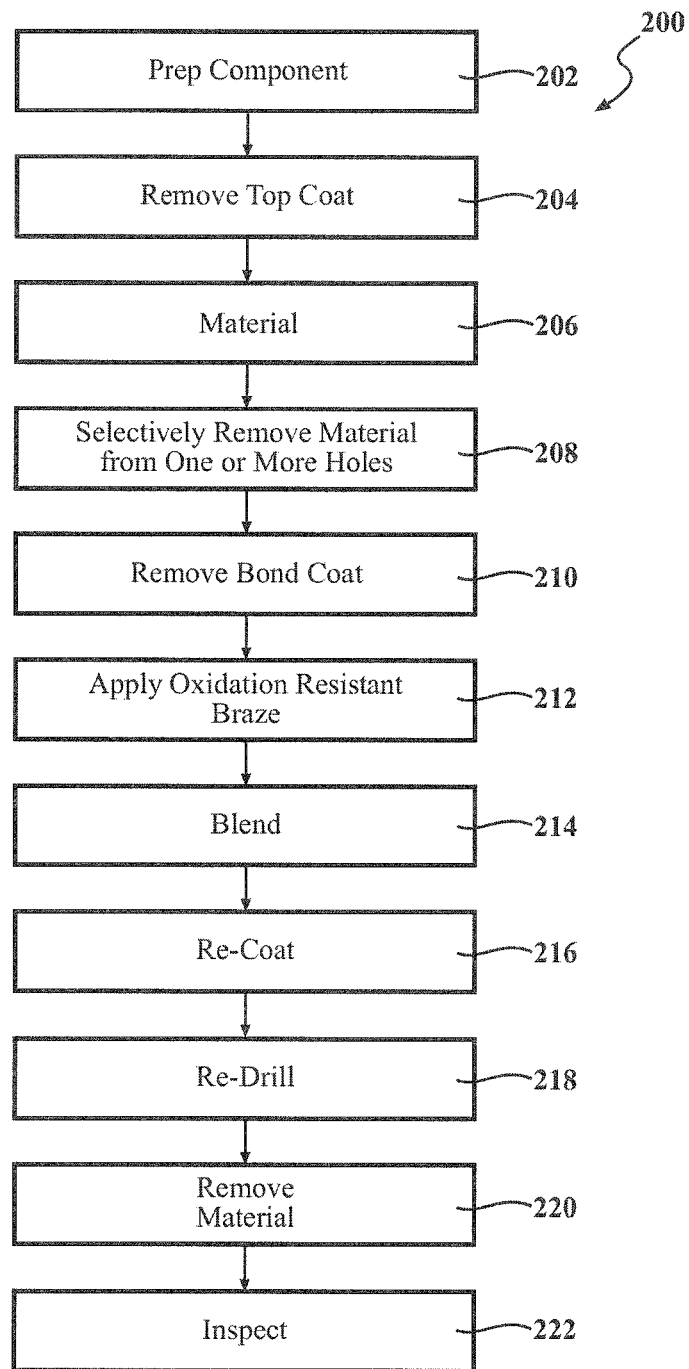 200
Prep Component
202
Remove Top Coat
204
Material
206
Selectively Remove Material
from One or More Holes
208
Remove Bond Coat
210
Apply Oxidation Resistant
Braze
212
Blend
214
Re-Coat
216
Re-Drill
218
Remove
Material
220
Inspect
222